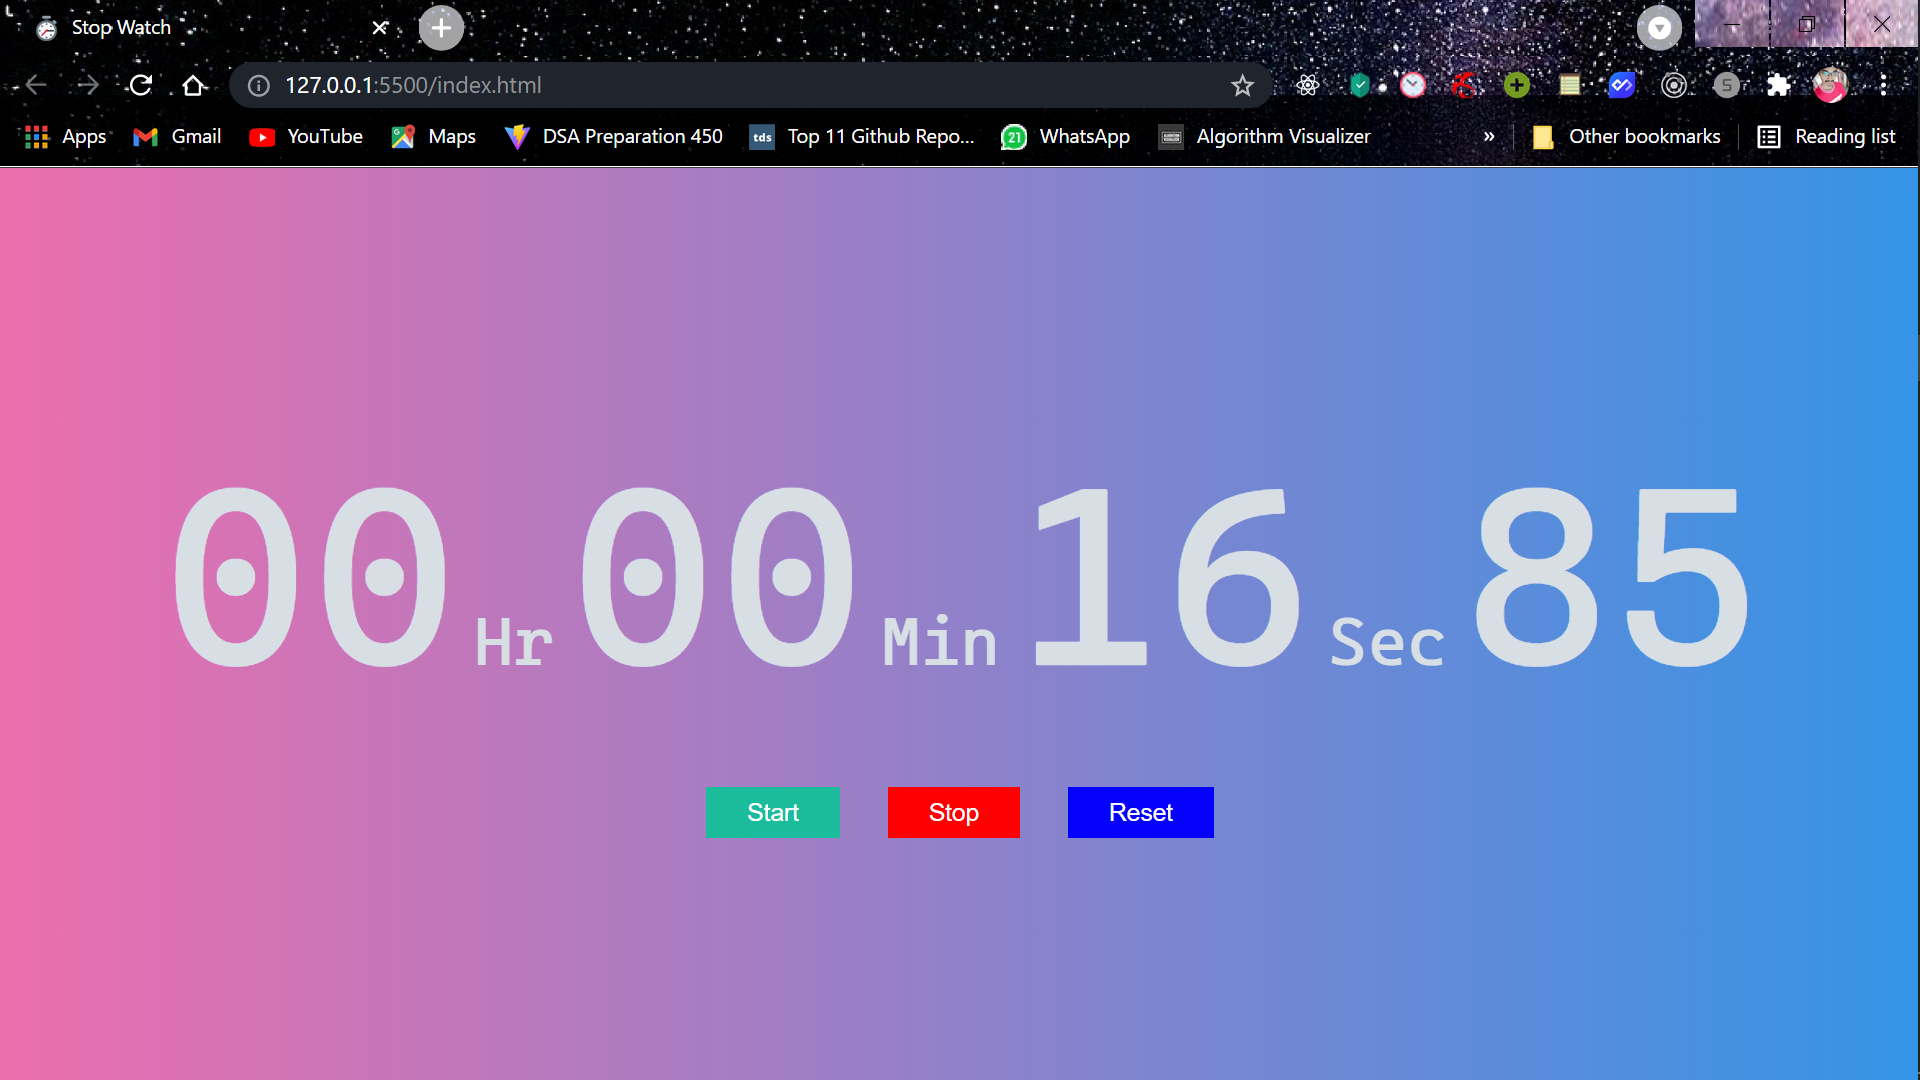 Stop Watch
127.0.0.1:5500/index.html
S
Apps Gmail YouTube Maps DSA Preparation 450 tds Top 11 Github Repo... 21 WhatsApp Algorithm Visualizer » Other bookmarks Reading list
00 Hr 00 Min 16 Sec 85
Start Stop Reset